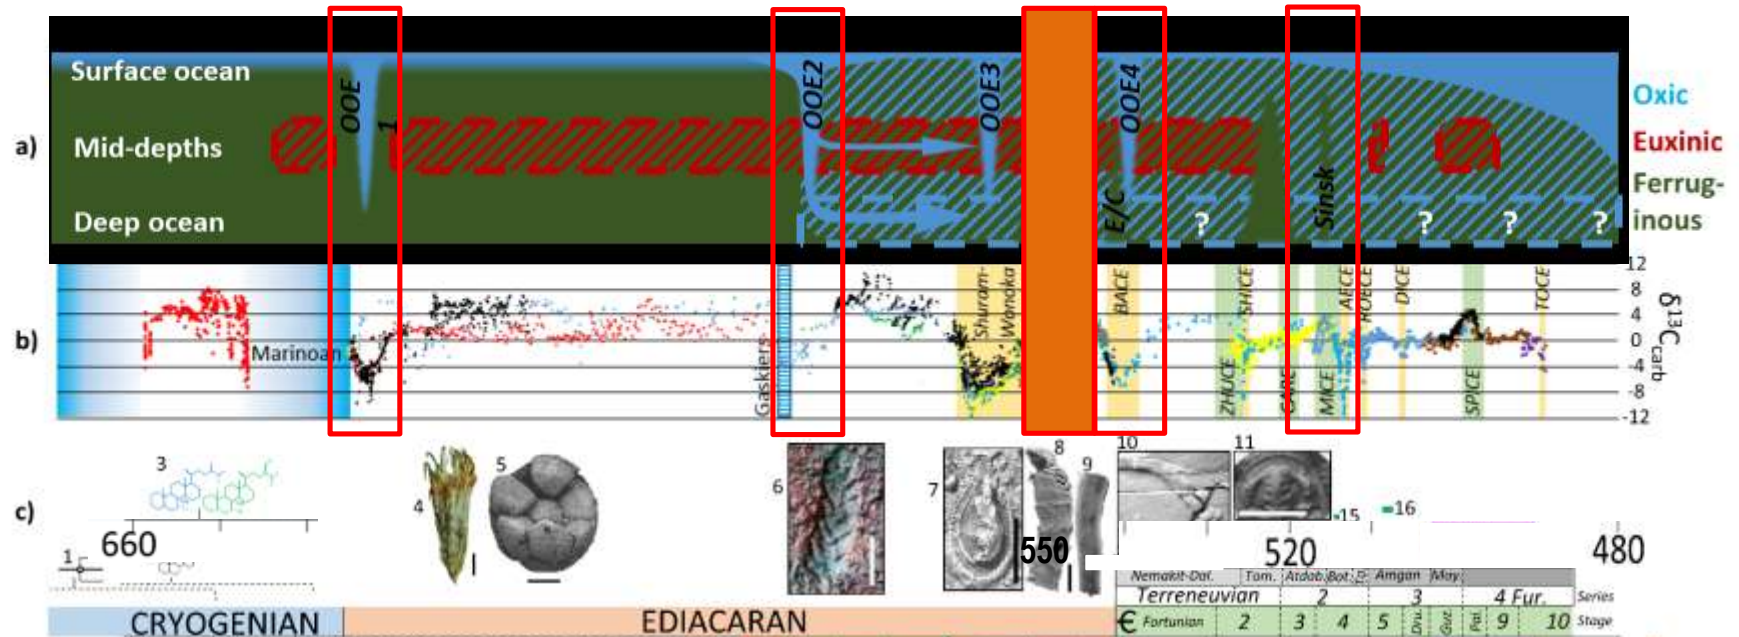 OOE 1
OOE2
OOE3
OOE4
Surface ocean
Oxic
a)
Mid-depths
Euxinic
Ferrug-
inous
Deep ocean
E/C
?
Sinsk
?
?
?
12
8
4
0
-4
-8
-12
δ13Ccarb
b)
Marinoan
Gaskiers
Shuram-
Wonoka
BACE
ZHUCE
SHICE
CARE
MICE
AECE
ROECE
DICE
SPICE
TOCE
c)
3
4
5
6
7
8
9
10
11
15
16
1
660
550
520
480
Nemakit-Dal. Tom. Atdab. Bot. Amgan May.
Terreneuvian 2 3 4 Fur. Series
CRYOGENIAN EDIACARAN € Fortunian 2 3 4 5 Dru. Guz. Pai. 9 10 Stage